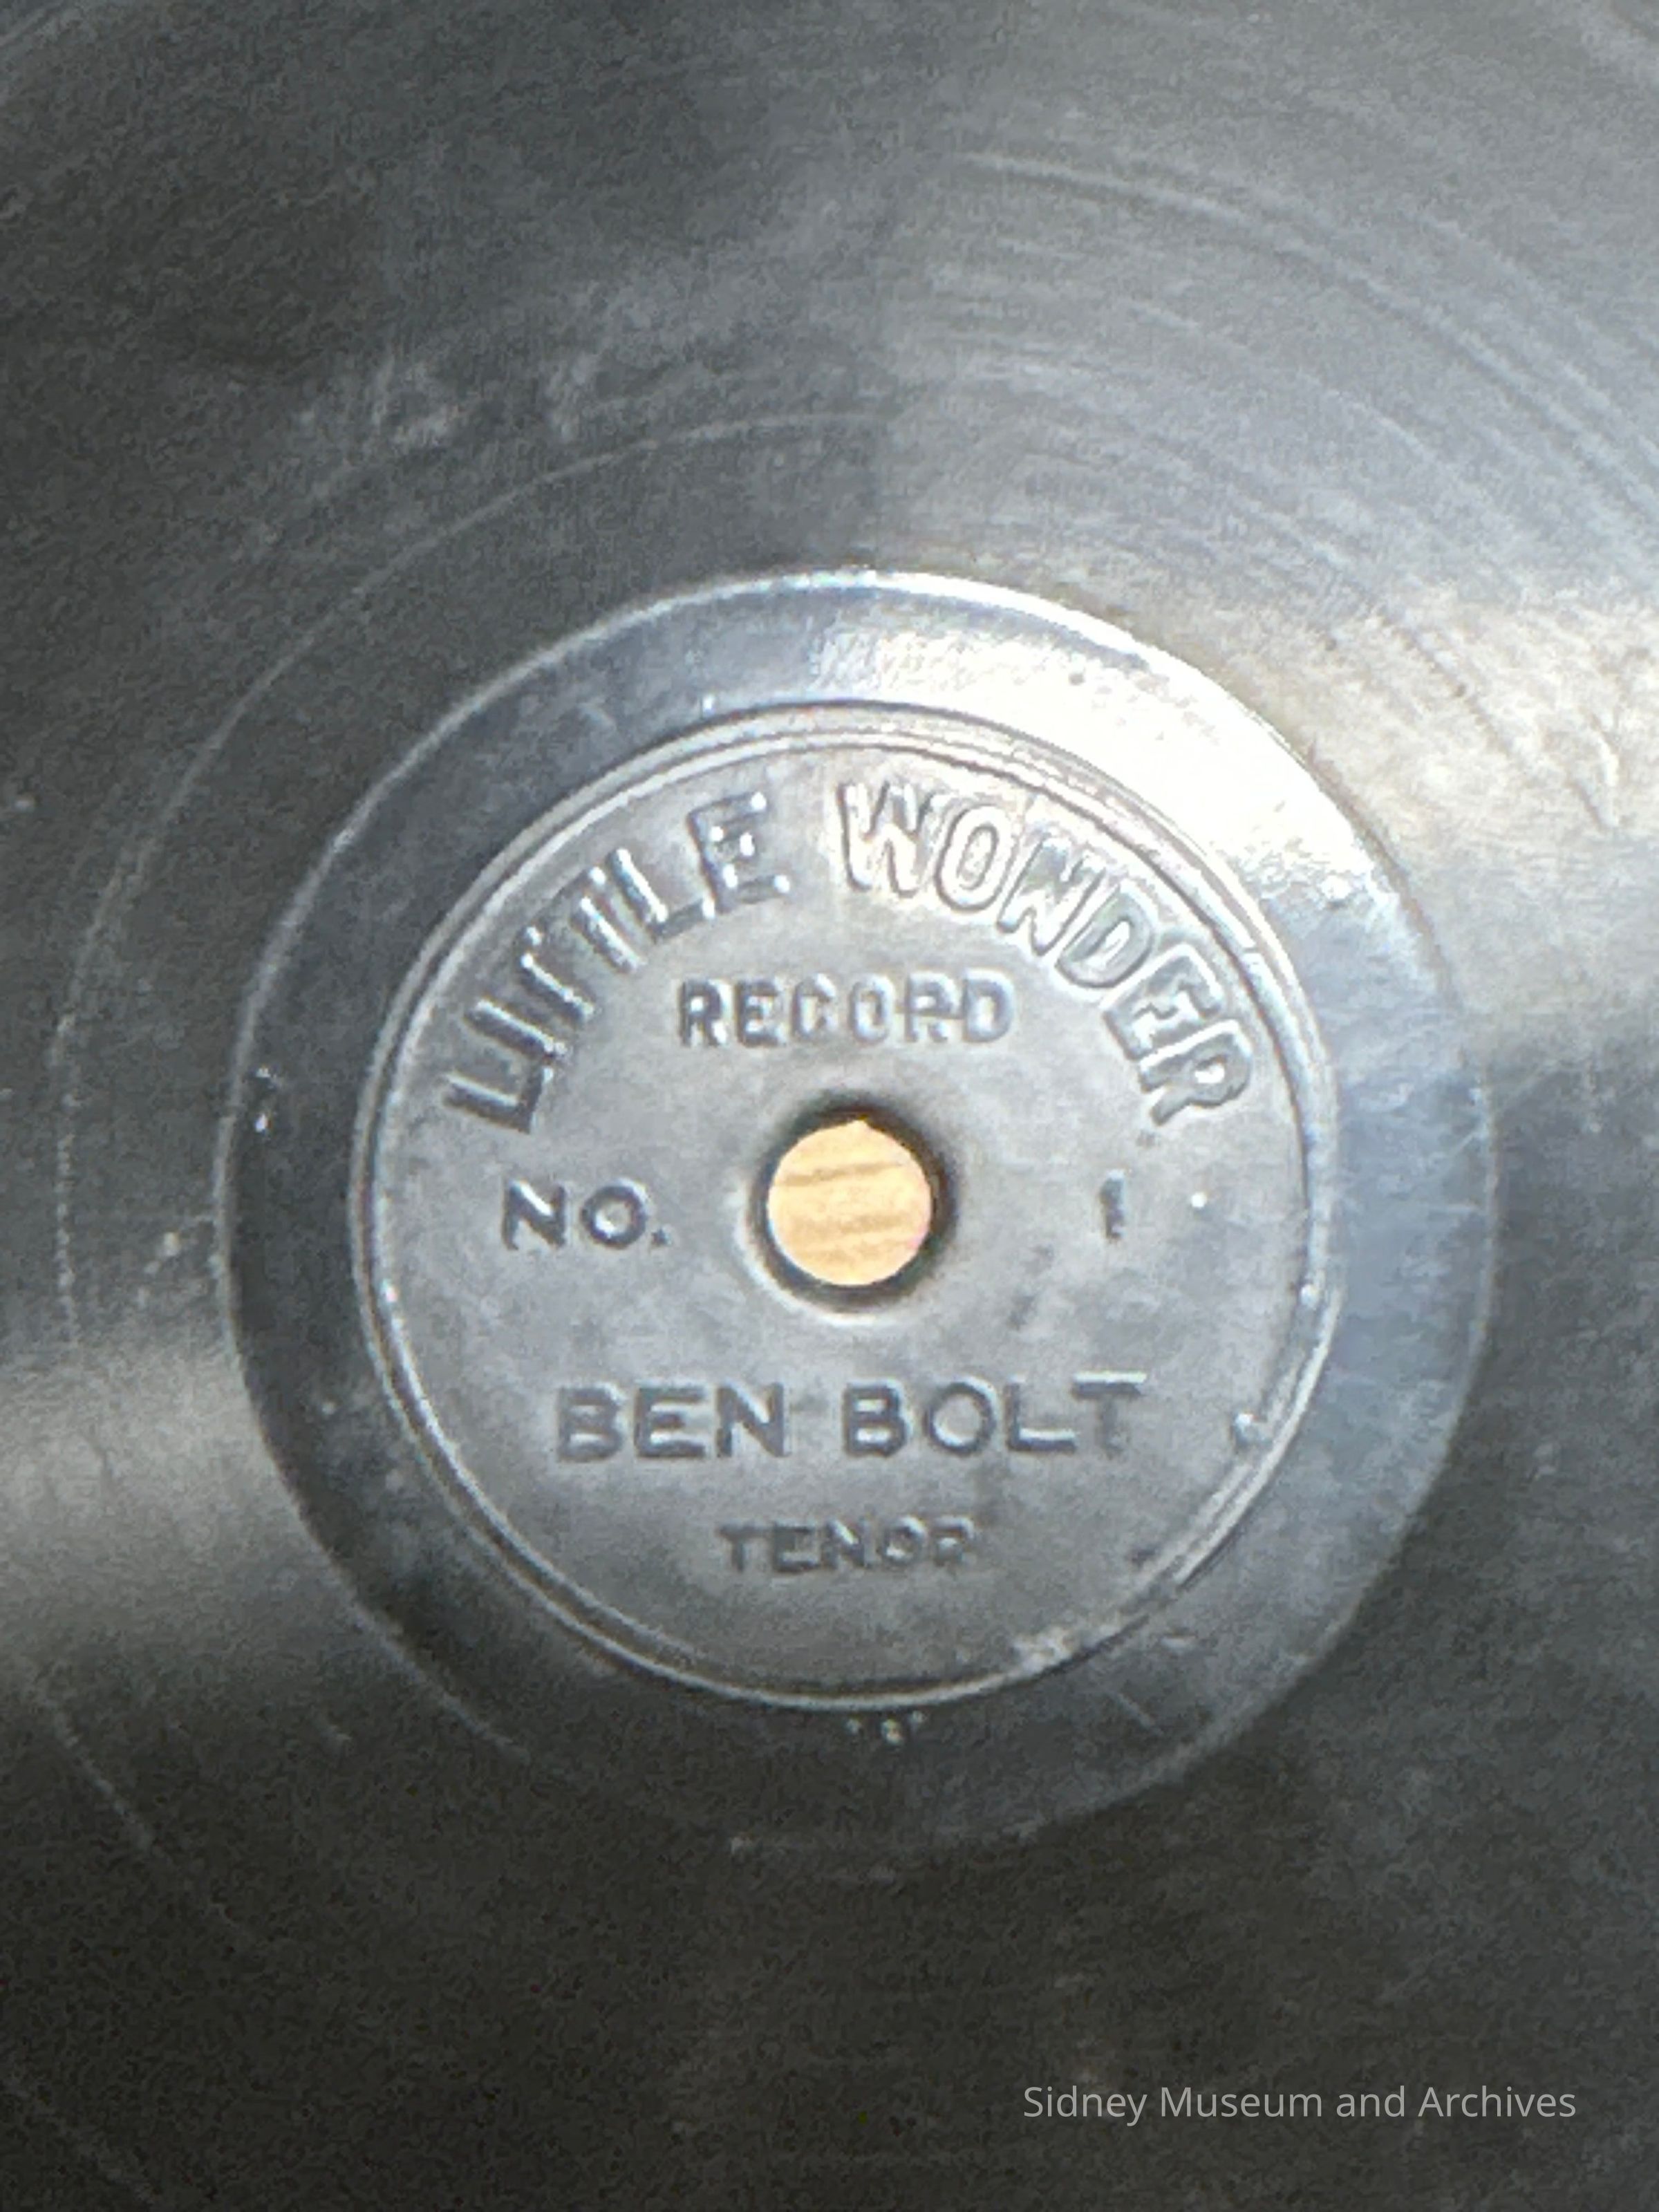 LITTLE WONDER
RECORD
NO. 1
BEN BOLT
TENOR
Sidney Museum and Archives